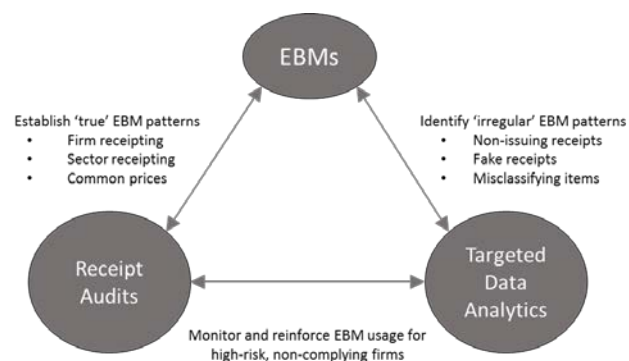 EBMs
Establish ‘true’ EBM patterns
• Firm receipting
• Sector receipting
• Common prices
Identify ‘irregular’ EBM patterns
• Non-issuing receipts
• Fake receipts
• Misclassifying items
Receipt
Audits
Targeted
Data
Analytics
Monitor and reinforce EBM usage for
high-risk, non-complying firms